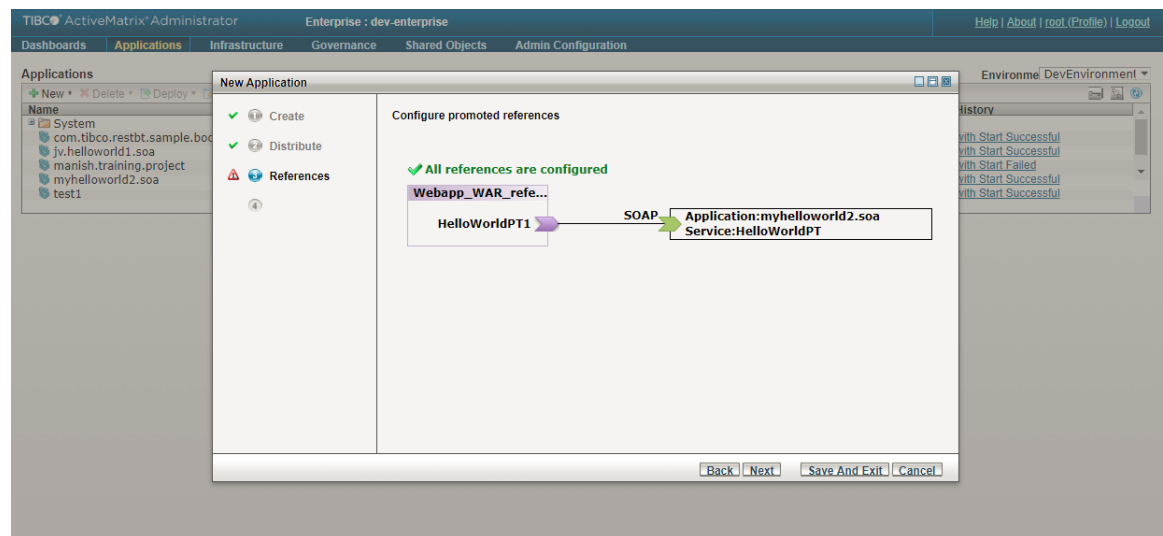 TIBCO ActiveMatrix Administrator Enterprise : dev-enterprise Help | About | root (Profile) | Logout
Dashboards Applications Infrastructure Governance Shared Objects Admin Configuration
Applications Environme DevEnvironment
New Delete Deploy
Name History
System
com.tibco.restbt.sample.boo with Start Successful
jv.helloworld1.soa with Start Successful
manish.training.project with Start Failed
myhelloworld2.soa with Start Successful
test1 with Start Successful
New Application
1 Create
2 Distribute
3 References
4
Configure promoted references
All references are configured
Webapp_WAR_refe...
HelloWorldPT1
SOAP
Application:myhelloworld2.soa
Service:HelloWorldPT
Back Next Save And Exit Cancel